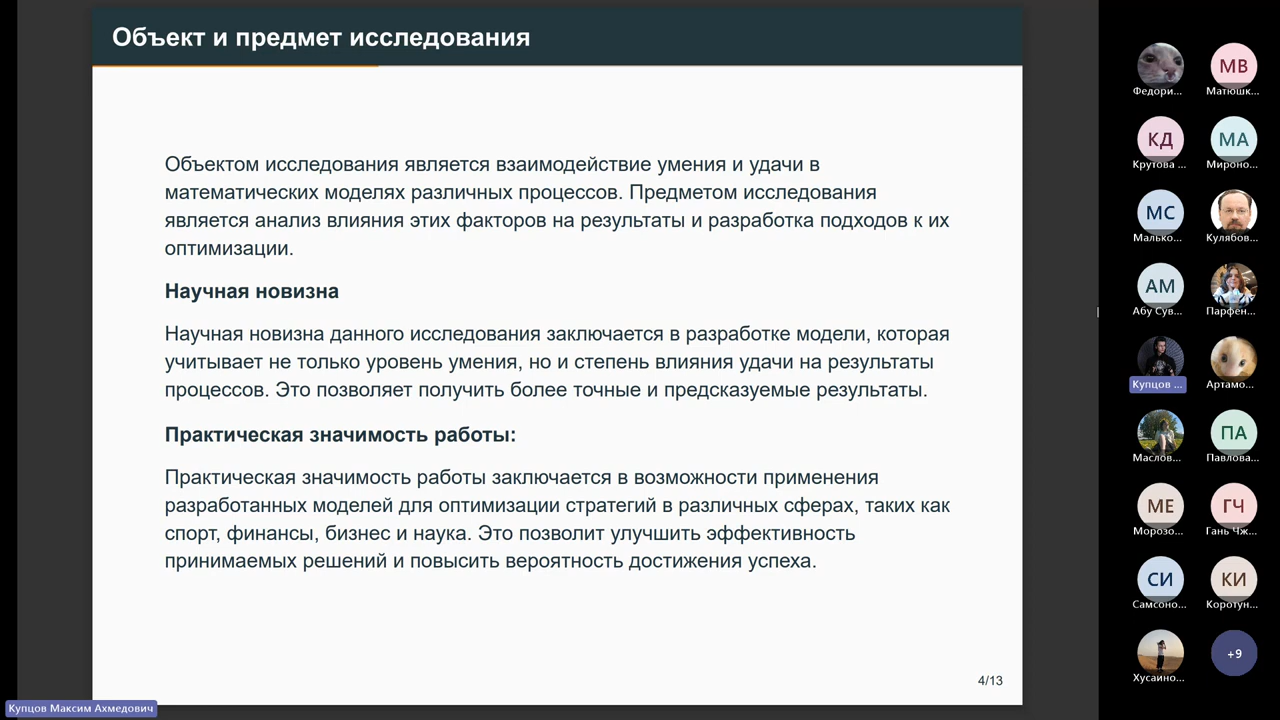 Объект и предмет исследования
Объектом исследования является взаимодействие умения и удачи в
математических моделях различных процессов. Предметом исследования
является анализ влияния этих факторов на результаты и разработка подходов к их
оптимизации.
Научная новизна
Научная новизна данного исследования заключается в разработке модели, которая
учитывает не только уровень умения, но и степень влияния удачи на результаты
процессов. Это позволяет получить более точные и предсказуемые результаты.
Практическая значимость работы:
Практическая значимость работы заключается в возможности применения
разработанных моделей для оптимизации стратегий в различных сферах, таких как
спорт, финансы, бизнес и наука. Это позволит улучшить эффективность
принимаемых решений и повысить вероятность достижения успеха.
4/13
Купцов Максим Ахмедович
МВ
Федори... Матюшк...
КД МА
Крутова ... Мироно...
МС
Малько... Кулябов...
АМ
Абу Сув... Парфён...
Купцов ... Артамо...
ПА
Маслов... Павлова...
МЕ ГЧ
Морозо... Гань Чж...
СИ КИ
Самсоно... Коротун...
+9
Хусаино...